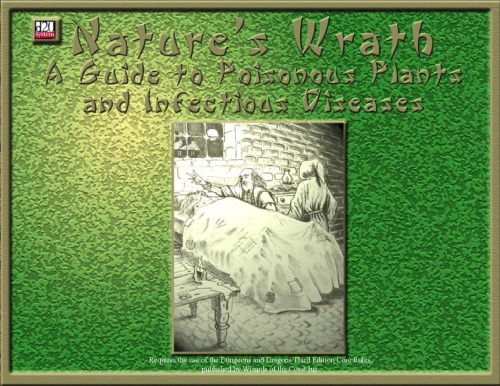 d20
system
Nature's Wrath
A Guide to Poisonous Plants
and Infectious Diseases
Requires the use of the Dungeons and Dragons Third Edition Core Rules,
published by Wizards of the Coast Inc.